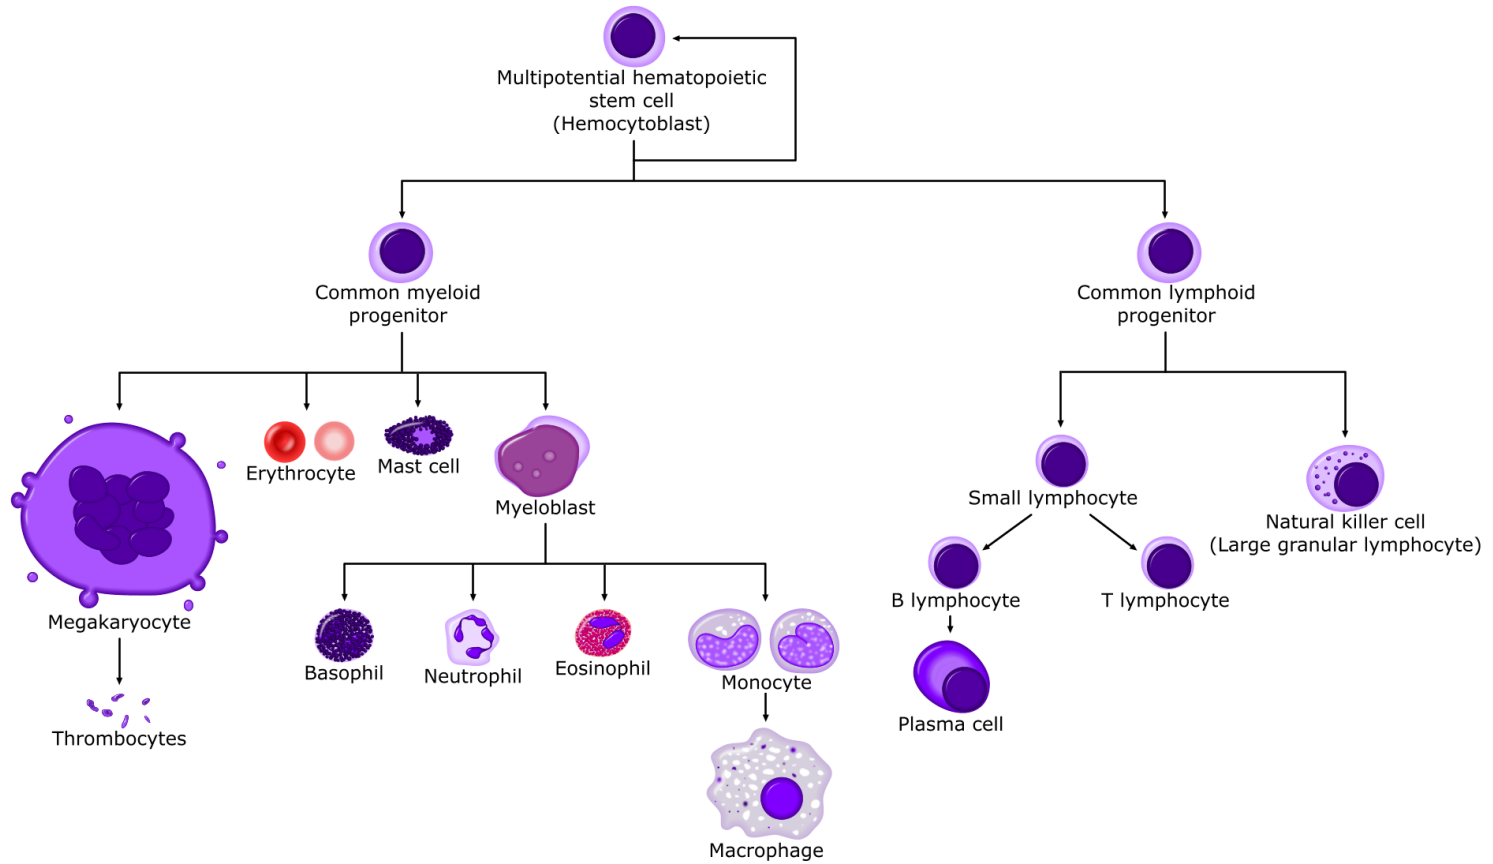 Multipotential hematopoietic
stem cell
(Hemocytoblast)
Common myeloid
progenitor
Common lymphoid
progenitor
Megakaryocyte
Erythrocyte
Mast cell
Myeloblast
Small lymphocyte
Natural killer cell
(Large granular lymphocyte)
B lymphocyte
T lymphocyte
Basophil
Neutrophil
Eosinophil
Monocyte
Plasma cell
Thrombocytes
Macrophage